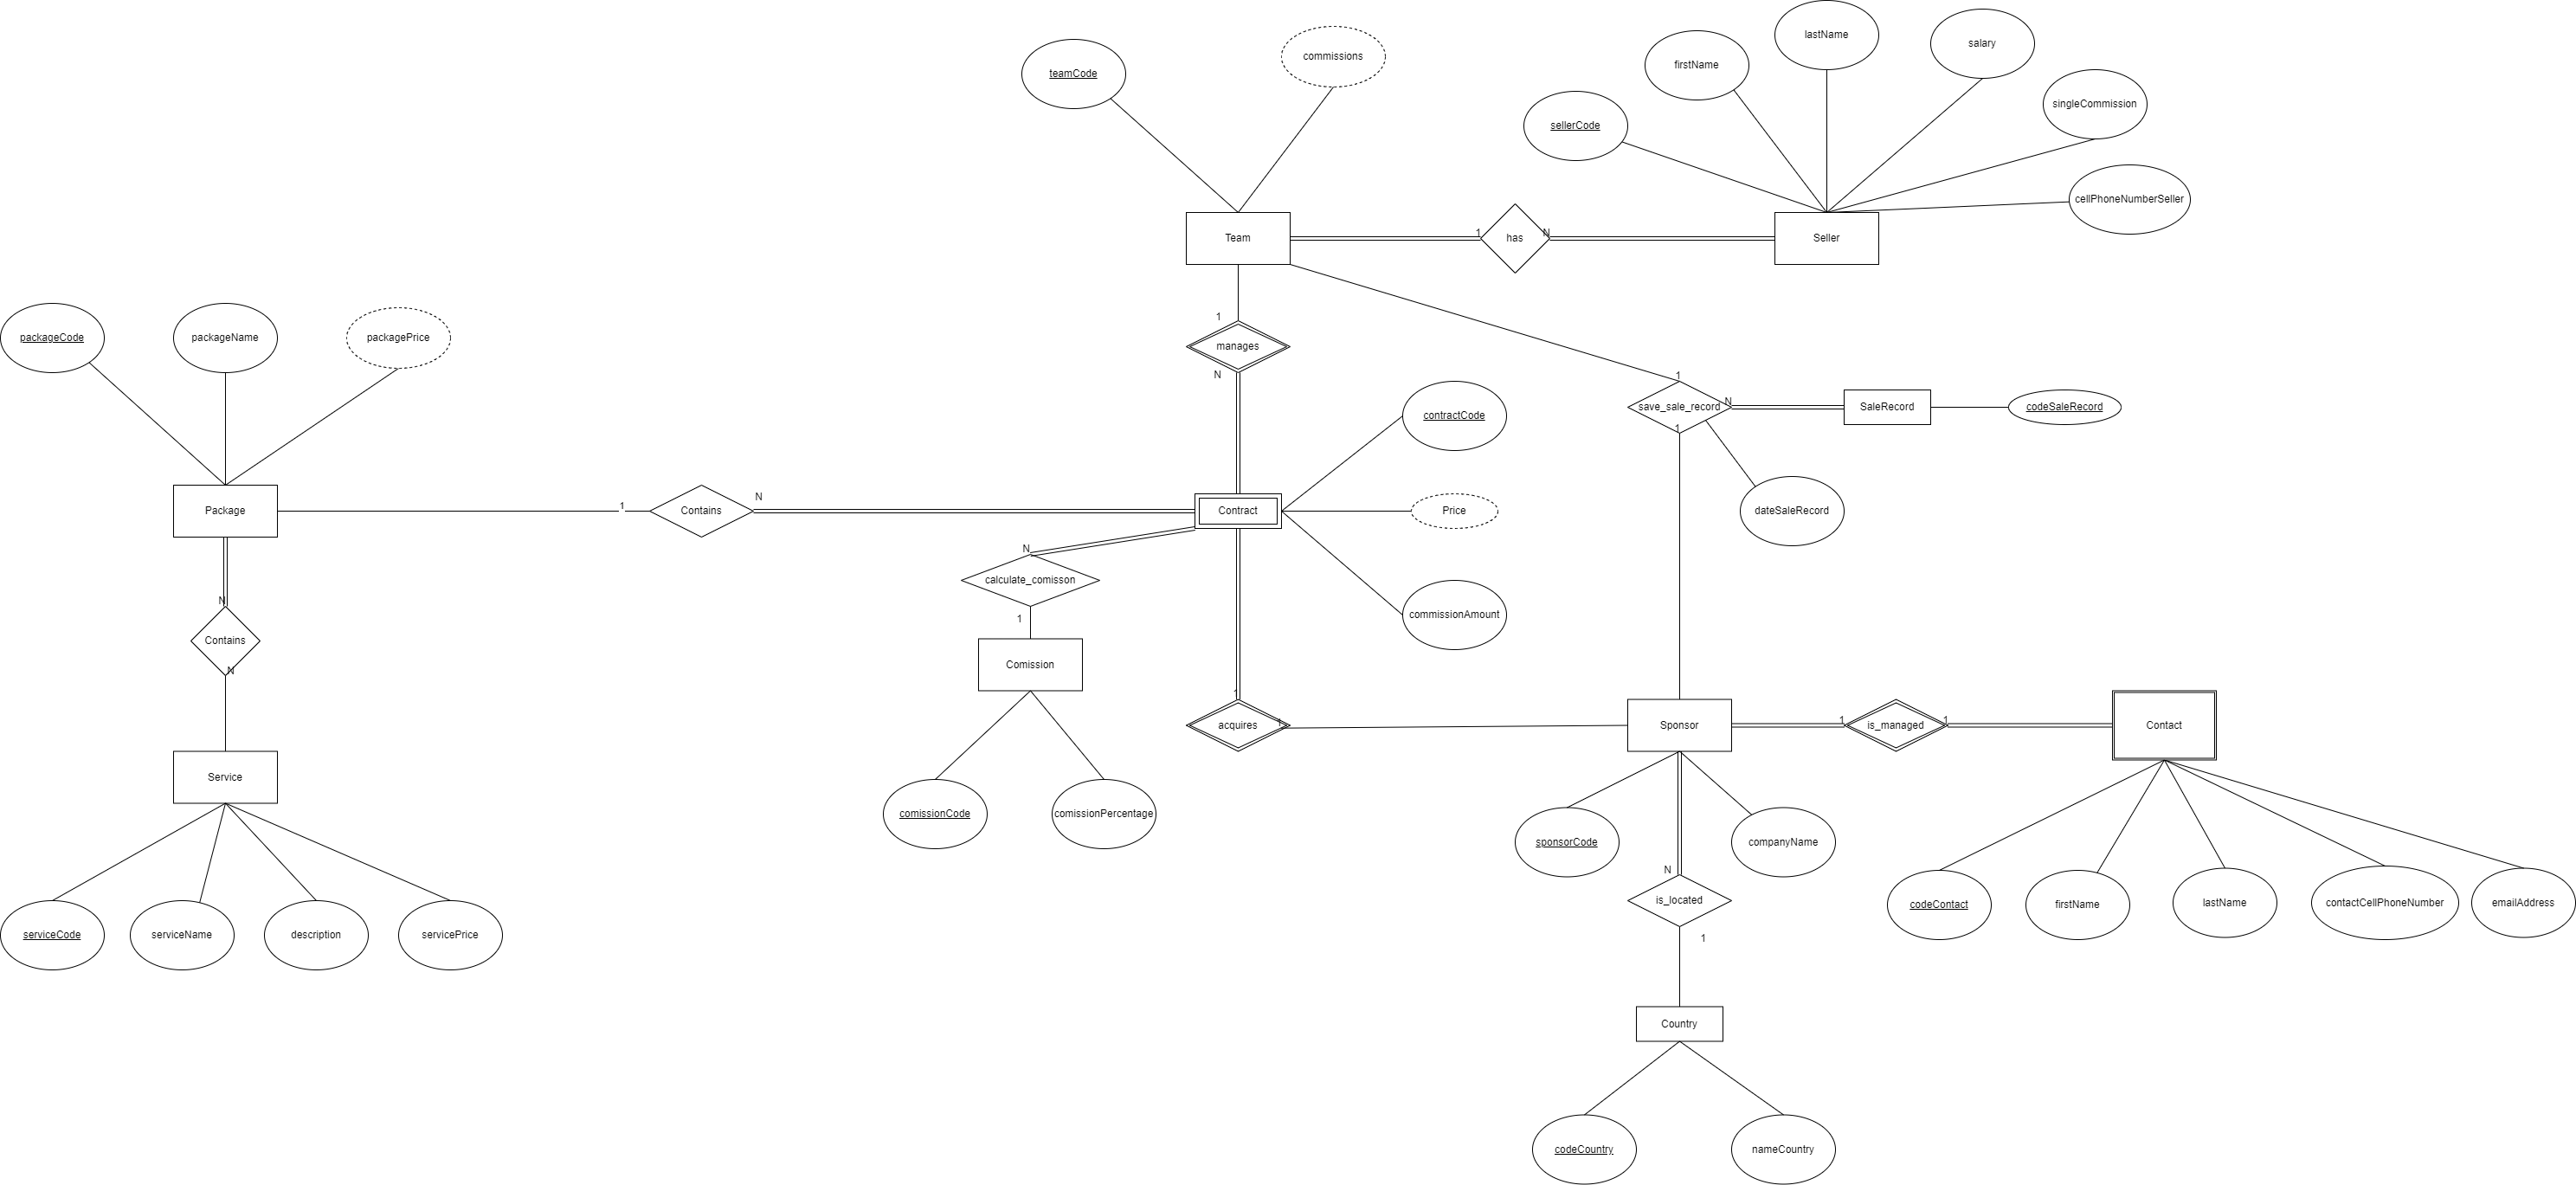 lastName
salary
commissions
firstName
teamCode
singleCommission
sellerCode
cellPhoneNumberSeller
1
N
Team
has
Seller
1
packageCode
packageName
packagePrice
manages
N
1
save_sale_record
N
SaleRecord
codeSaleRecord
contractCode
1
N
1
Package
Contains
Contract
Price
dateSaleRecord
N
calculate_comisson
N
1
commissionAmount
Contains
Comission
N
1
acquires
1
Sponsor
1
is_managed
1
Contact
Service
comissionCode
comissionPercentage
sponsorCode
companyName
N
is_located
codeContact
firstName
lastName
contactCellPhoneNumber
emailAddress
serviceCode
serviceName
description
servicePrice
1
Country
codeCountry
nameCountry